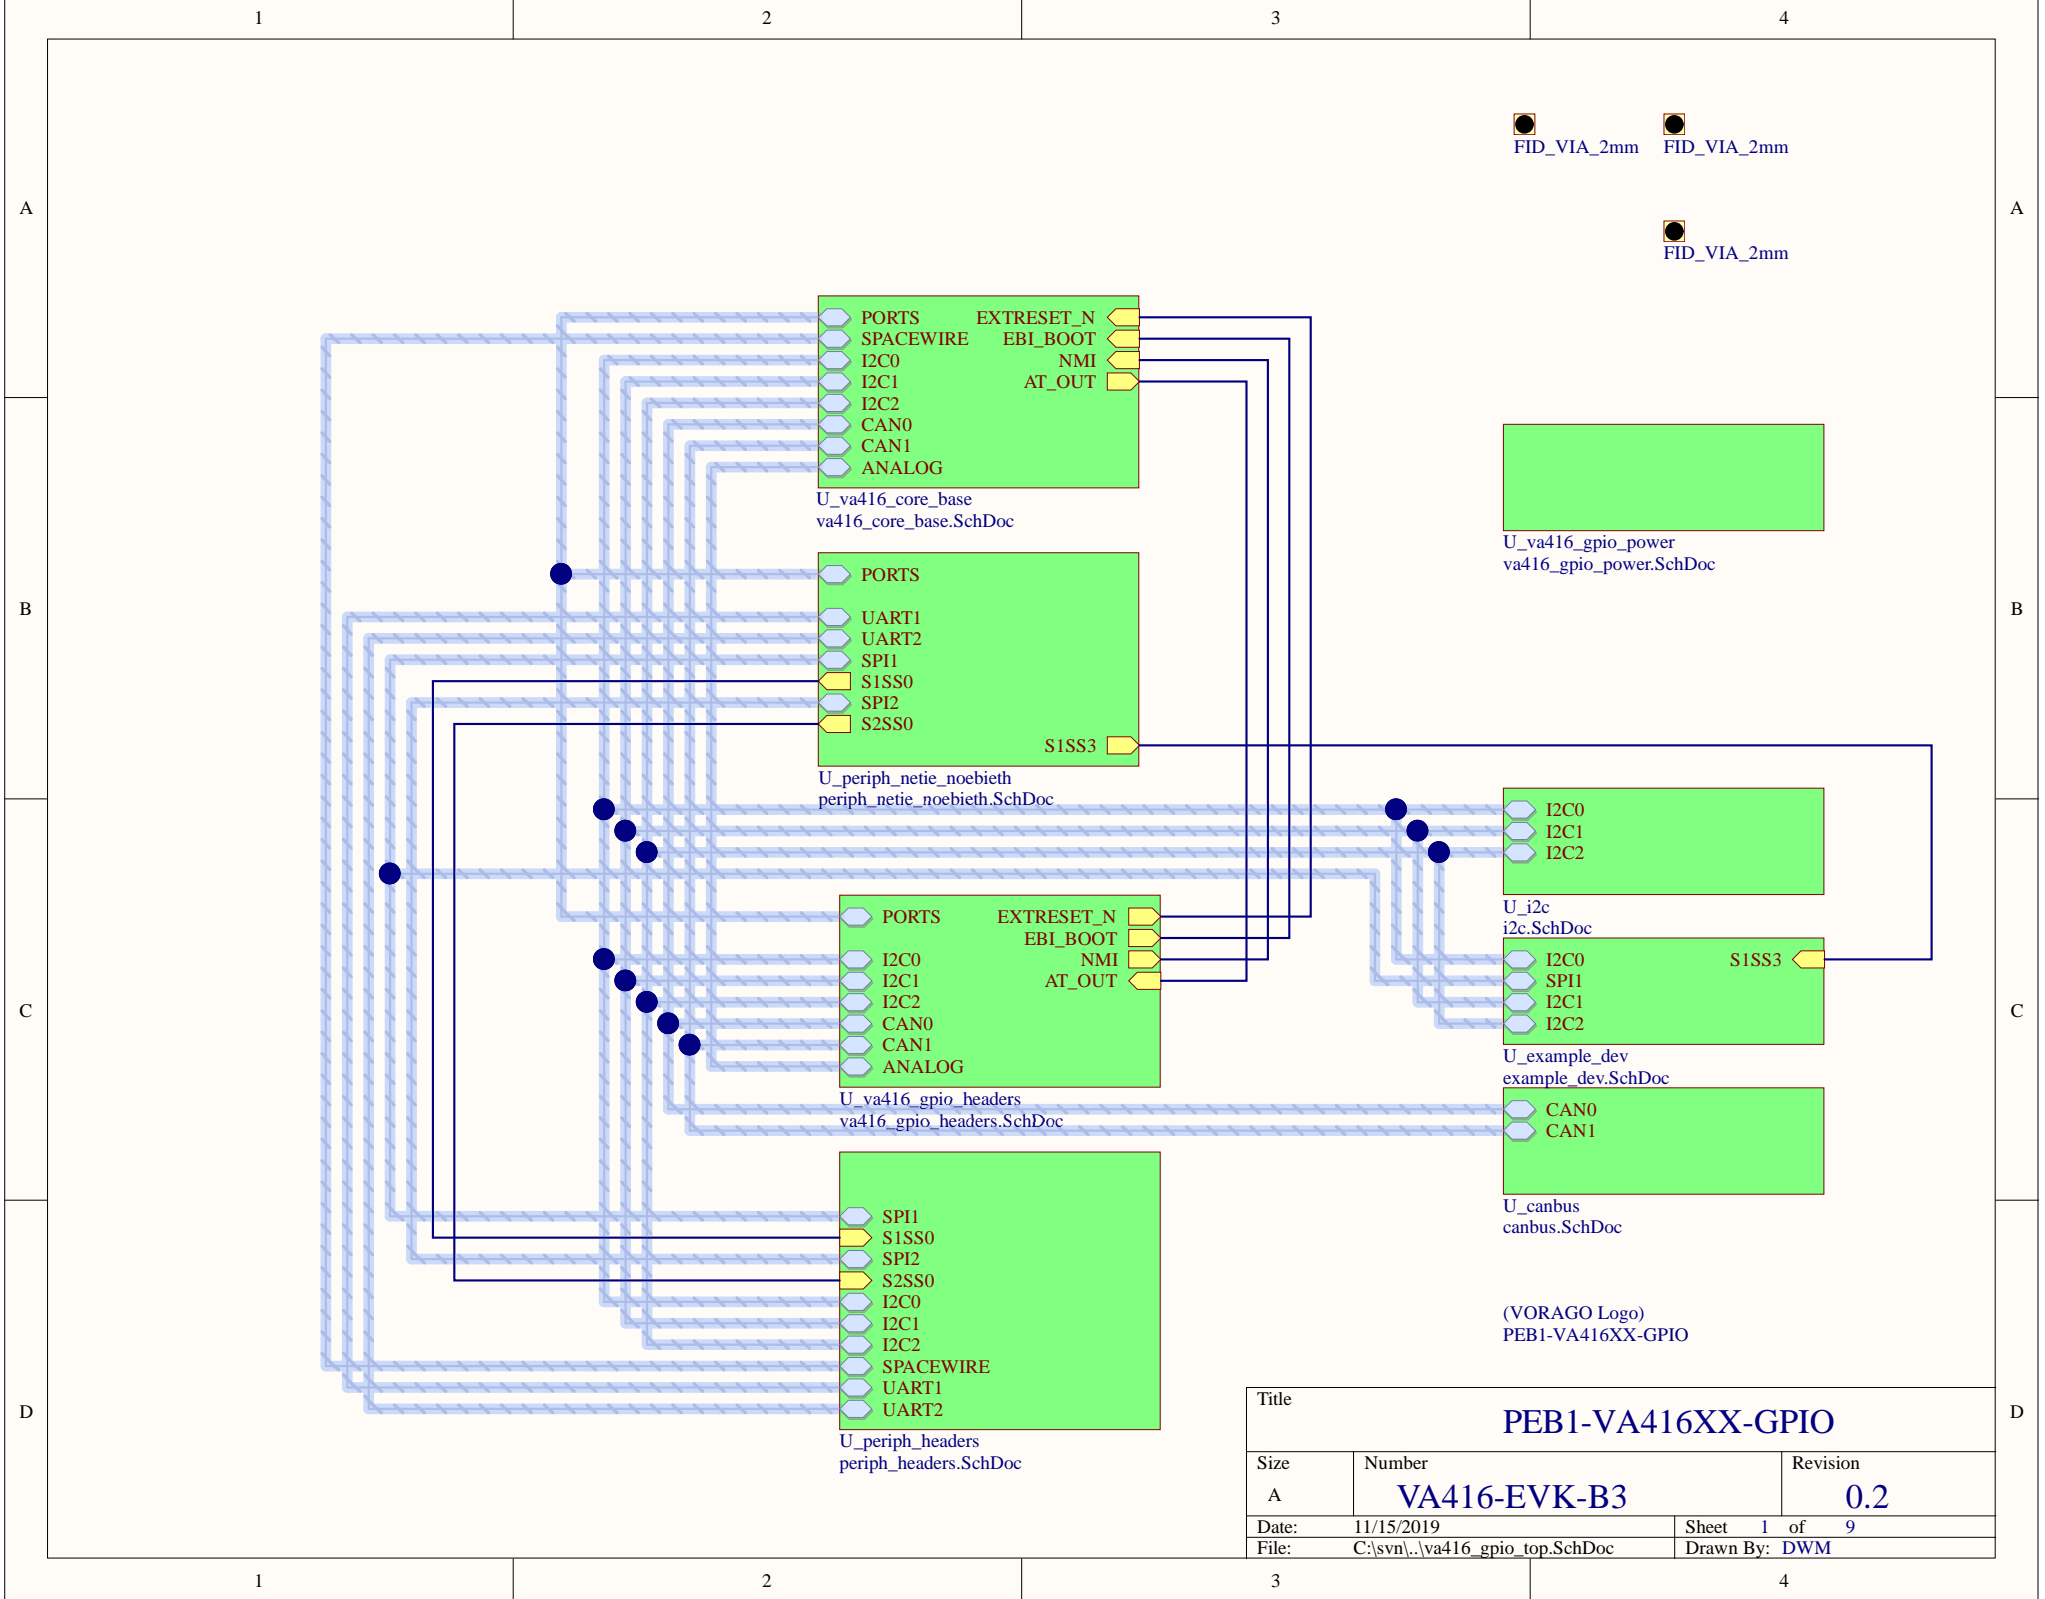 1 2 3 4
FID_VIA_2mm FID_VIA_2mm
A A
FID_VIA_2mm
PORTS EXTRESET_N
SPACEWIRE EBI_BOOT
I2C0 NMI
I2C1 AT_OUT
I2C2
CAN0
CAN1
ANALOG
U_va416_core_base
va416_core_base.SchDoc
U_va416_gpio_power
va416_gpio_power.SchDoc
PORTS
B B
UART1
UART2
SPI1
S1SS0
SPI2
S2SS0
S1SS3
U_periph_netie_noebieth
periph_netie_noebieth.SchDoc
I2C0
I2C1
I2C2
U_i2c
i2c.SchDoc
PORTS EXTRESET_N
EBI_BOOT
I2C0 NMI
I2C1 AT_OUT
I2C2
CAN0
CAN1
ANALOG
U_va416_gpio_headers
va416_gpio_headers.SchDoc
I2C0 S1SS3
SPI1
I2C1
I2C2
C C
U_example_dev
example_dev.SchDoc
CAN0
CAN1
U_canbus
canbus.SchDoc
SPI1
S1SS0
SPI2
S2SS0
I2C0
I2C1
I2C2
SPACEWIRE
UART1
UART2
U_periph_headers
periph_headers.SchDoc
(VORAGO Logo)
PEB1-VA416XX-GPIO
D D
Title
PEB1-VA416XX-GPIO
Size Number Revision
A VA416-EVK-B3 0.2
Date: 11/15/2019 Sheet 1 of 9
File: C:\svn\..\va416_gpio_top.SchDoc Drawn By: DWM
1 2 3 4